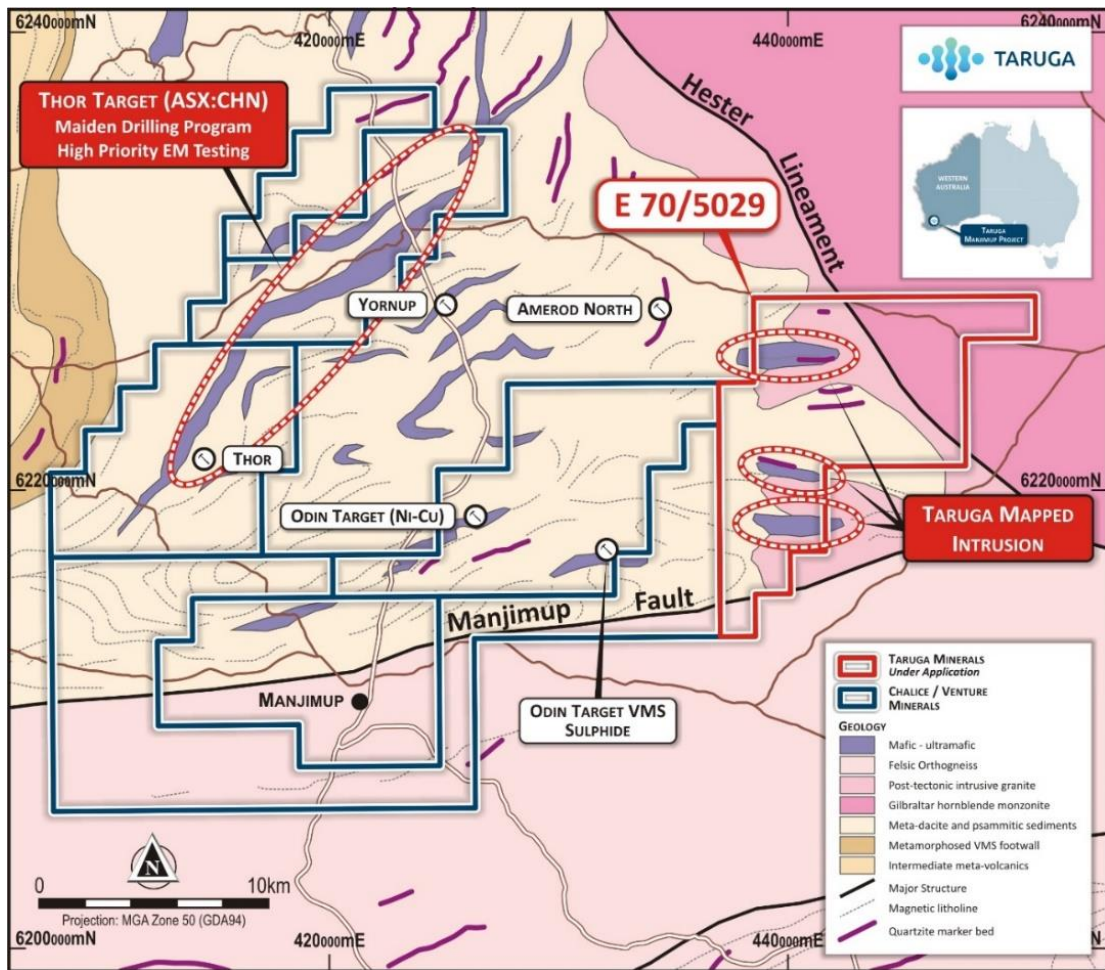 6240000mN
420000mE
440000mE
6240000mN
TARUGA
WESTERN
AUSTRALIA
TARUGA
MANJIMUP PROJECT
THOR TARGET (ASX:CHN)
Maiden Drilling Program
High Priority EM Testing
Hester Lineament
E 70/5029
YORNUP
AMEROD NORTH
THOR
6220000mN
6220000mN
ODIN TARGET (NI-CU)
TARUGA MAPPED
INTRUSION
Manjimup Fault
MANJIMUP
ODIN TARGET VMS
SULPHIDE
TARUGA MINERALS
Under Application
CHALICE / VENTURE
MINERALS
GEOLOGY
Mafic - ultramafic
Felsic Orthogneiss
Post-tectonic intrusive granite
Gilbraltar hornblende monzonite
Meta-dacite and psammitic sediments
Metamorphosed VMS footwall
Intermediate meta-volcanics
Major Structure
Magnetic litholine
Quartzite marker bed
N
0 10km
Projection: MGA Zone 50 (GDA94)
6200000mN
420000mE
440000mE